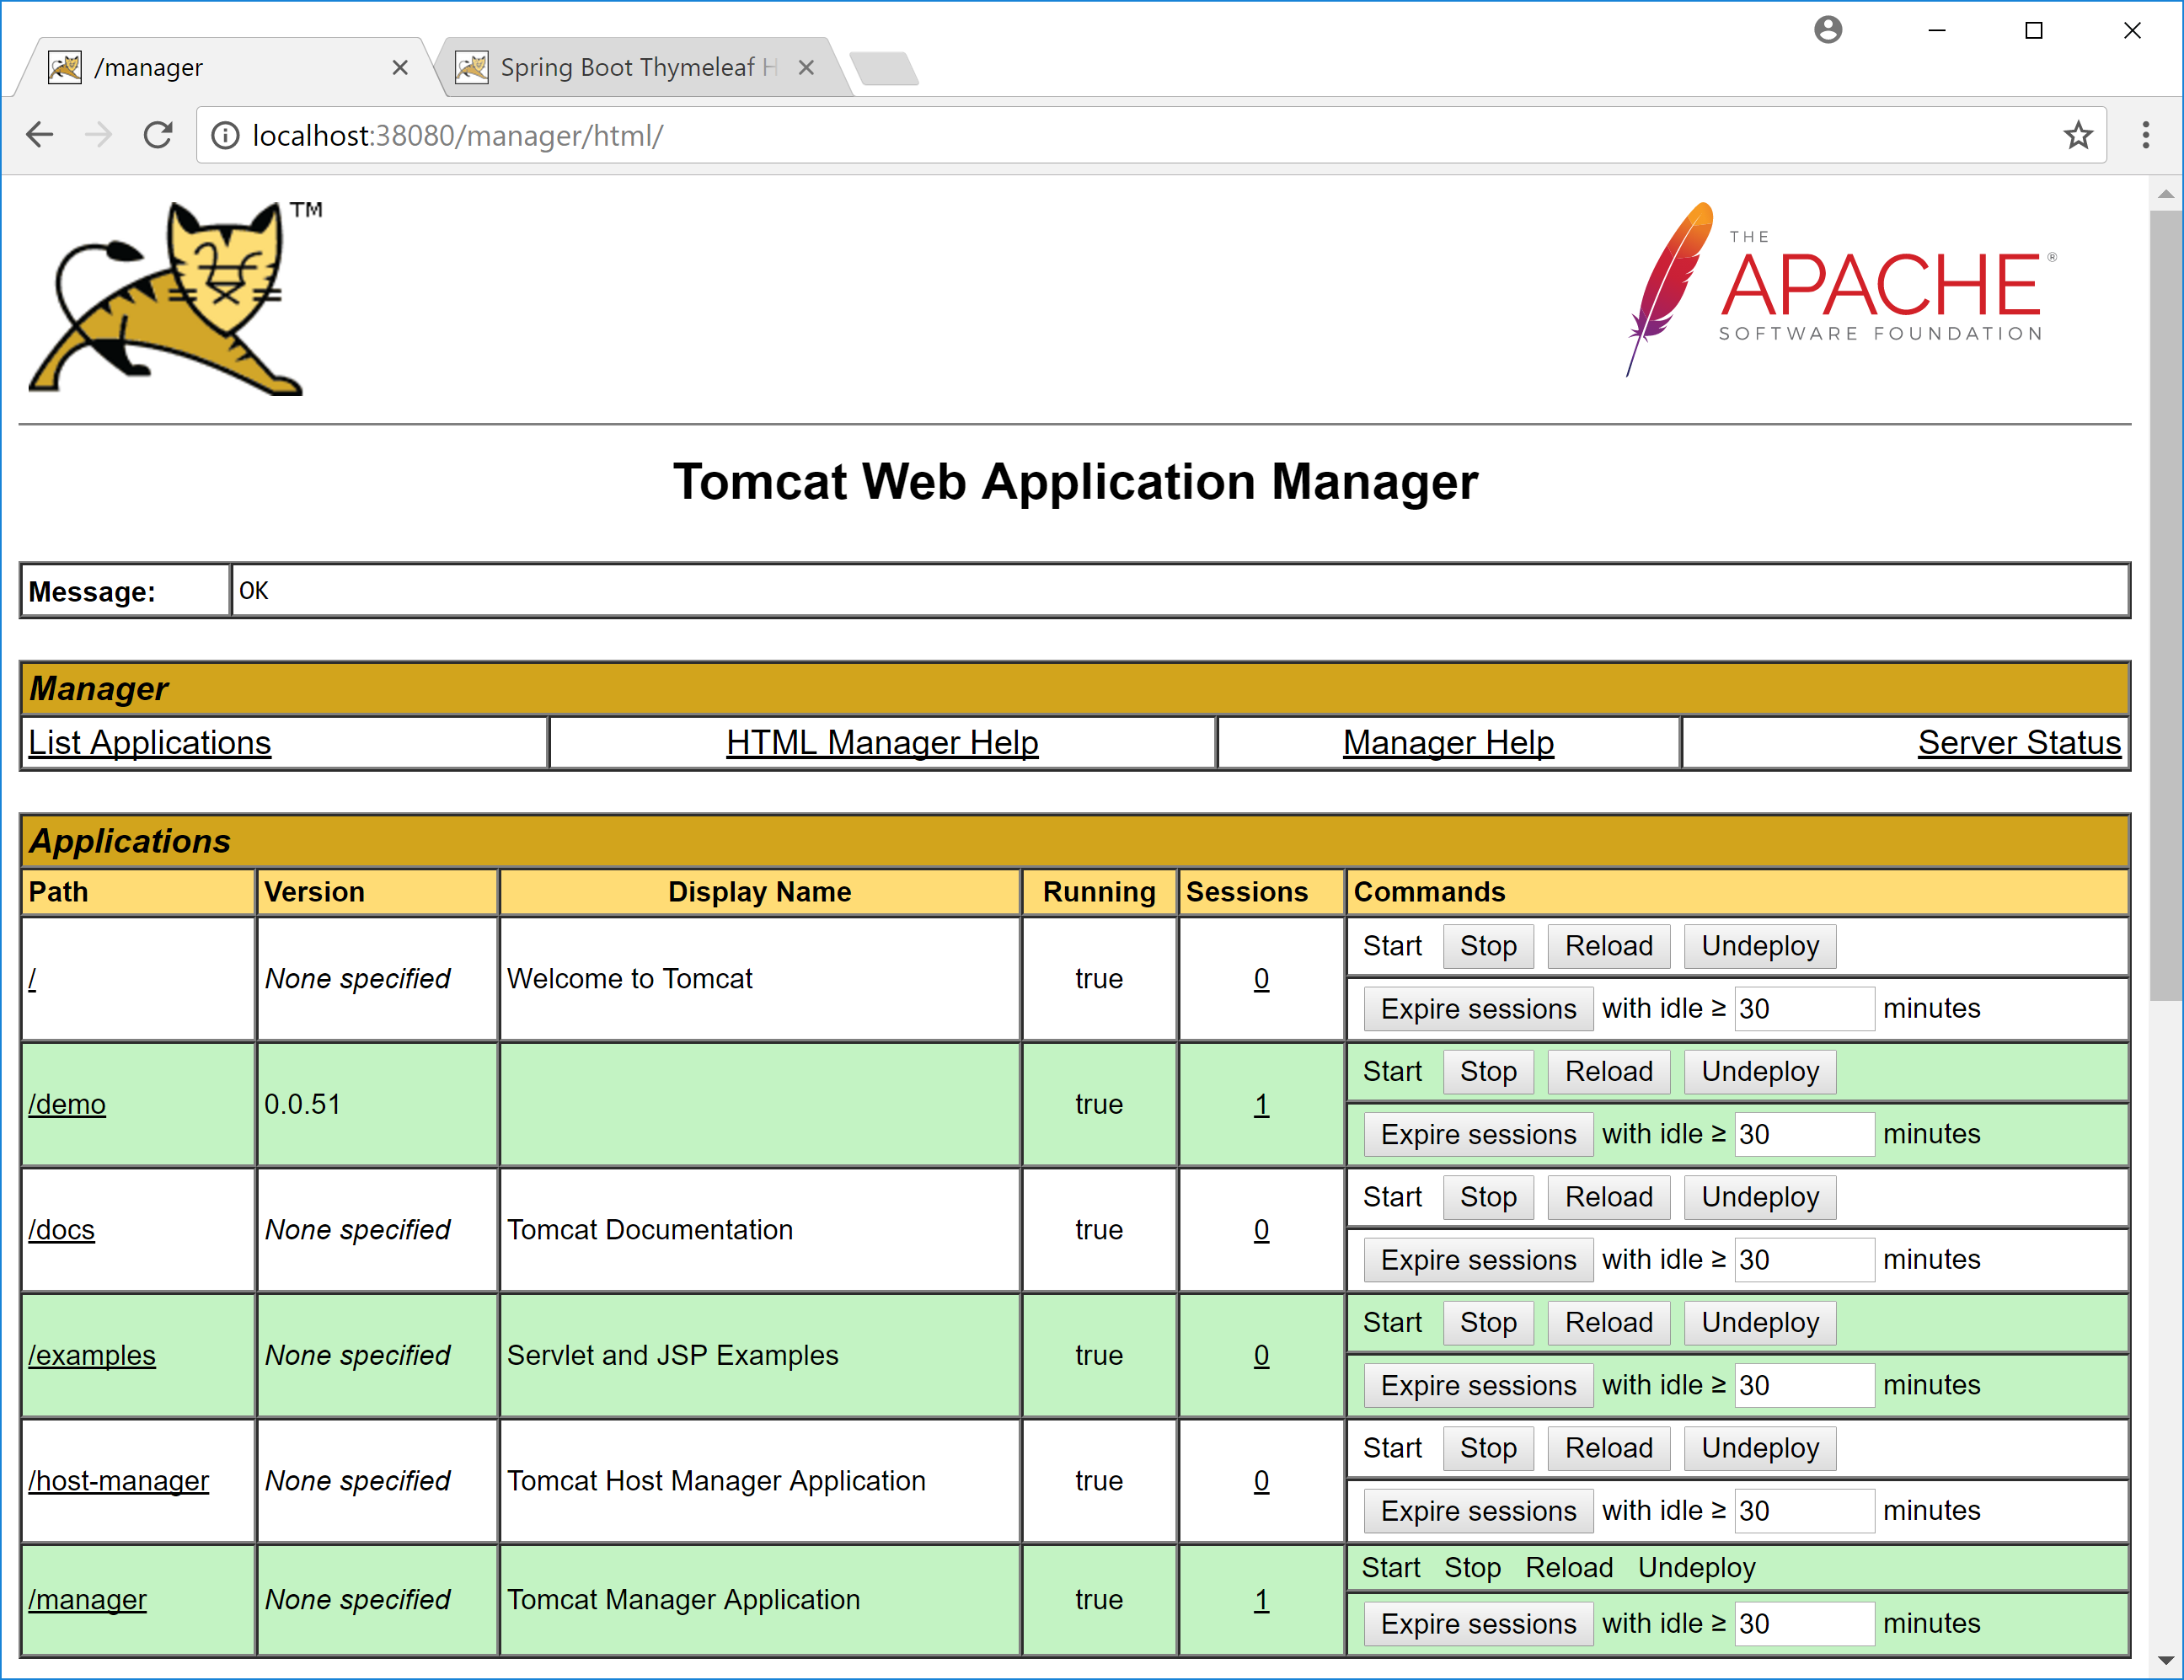 /manager
Spring Boot Thymeleaf H
localhost:38080/manager/html/
TM
THE
APACHE®
SOFTWARE FOUNDATION
Tomcat Web Application Manager
Message: OK
Manager
List Applications HTML Manager Help Manager Help Server Status
Applications
Path Version Display Name Running Sessions Commands
/ None specified Welcome to Tomcat true 0 Start Stop Reload Undeploy
Expire sessions with idle ≥ 30 minutes
/demo 0.0.51 true 1 Start Stop Reload Undeploy
Expire sessions with idle ≥ 30 minutes
/docs None specified Tomcat Documentation true 0 Start Stop Reload Undeploy
Expire sessions with idle ≥ 30 minutes
/examples None specified Servlet and JSP Examples true 0 Start Stop Reload Undeploy
Expire sessions with idle ≥ 30 minutes
/host-manager None specified Tomcat Host Manager Application true 0 Start Stop Reload Undeploy
Expire sessions with idle ≥ 30 minutes
/manager None specified Tomcat Manager Application true 1 Start Stop Reload Undeploy
Expire sessions with idle ≥ 30 minutes